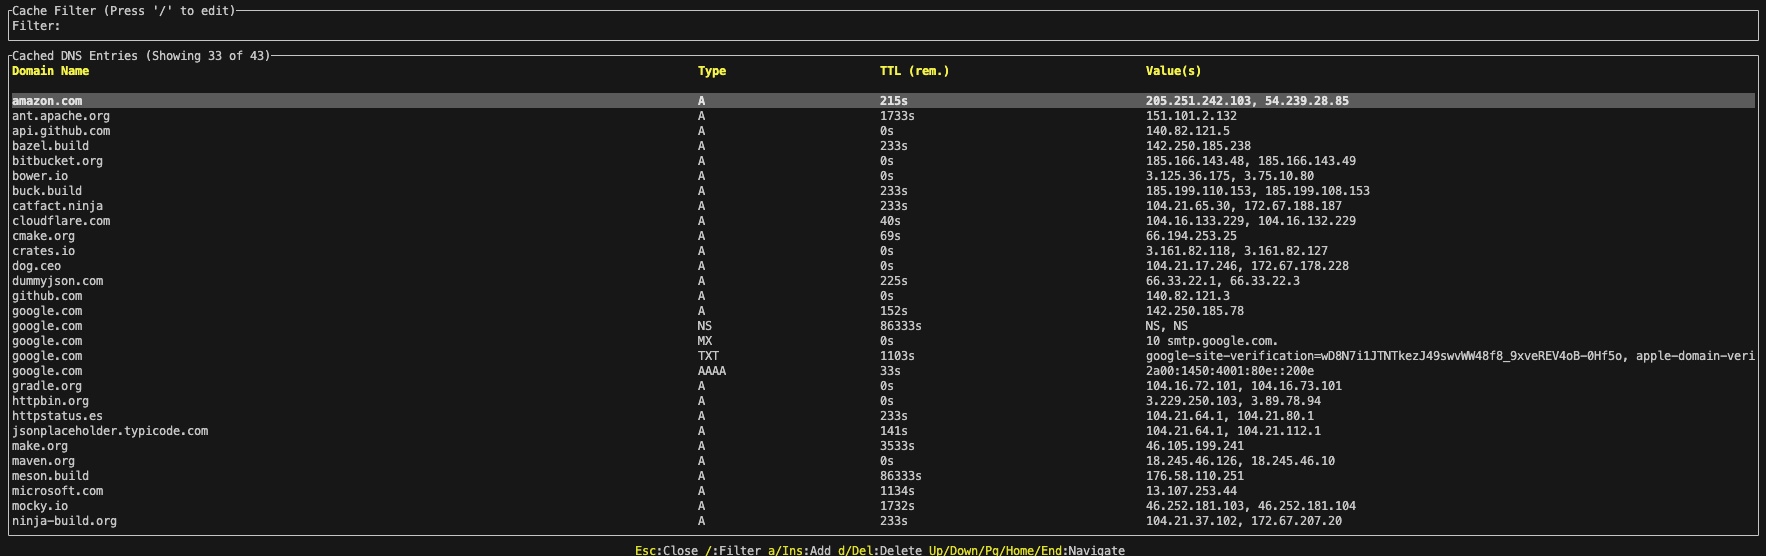 Cache Filter (Press '/' to edit)
Filter:
Cached DNS Entries (Showing 33 of 43)
Domain Name Type TTL (rem.) Value(s)
amazon.com A 215s 205.251.242.103, 54.239.28.85
ant.apache.org A 1733s 151.101.2.132
api.github.com A 0s 140.82.121.5
bazel.build A 233s 142.250.185.238
bitbucket.org A 0s 185.166.143.48, 185.166.143.49
bower.io A 0s 3.125.36.175, 3.75.10.80
buck.build A 233s 185.199.110.153, 185.199.108.153
catfact.ninja A 233s 104.21.65.30, 172.67.188.187
cloudflare.com A 40s 104.16.133.229, 104.16.132.229
cmake.org A 69s 66.194.253.25
crates.io A 0s 3.161.82.118, 3.161.82.127
dog.ceo A 0s 104.21.17.246, 172.67.178.228
dummyjson.com A 225s 66.33.22.1, 66.33.22.3
github.com A 0s 140.82.121.3
google.com A 152s 142.250.185.78
google.com NS 86333s NS, NS
google.com MX 0s 10 smtp.google.com.
google.com TXT 1103s google-site-verification=wD8N7i1JTNTkezJ49swvWW48f8_9xveREV4oB-0Hf5o, apple-domain-veri
google.com AAAA 33s 2a00:1450:4001:80e::200e
gradle.org A 0s 104.16.72.101, 104.16.73.101
httpbin.org A 0s 3.229.250.103, 3.89.78.94
httpstatus.es A 233s 104.21.64.1, 104.21.80.1
jsonplaceholder.typicode.com A 141s 104.21.64.1, 104.21.112.1
make.org A 3533s 46.105.199.241
maven.org A 0s 18.245.46.126, 18.245.46.10
meson.build A 86333s 176.58.110.251
microsoft.com A 1134s 13.107.253.44
mocky.io A 1732s 46.252.181.103, 46.252.181.104
ninja-build.org A 233s 104.21.37.102, 172.67.207.20
Esc:Close /:Filter a/Ins:Add d/Del:Delete Up/Down/Pg/Home/End:Navigate